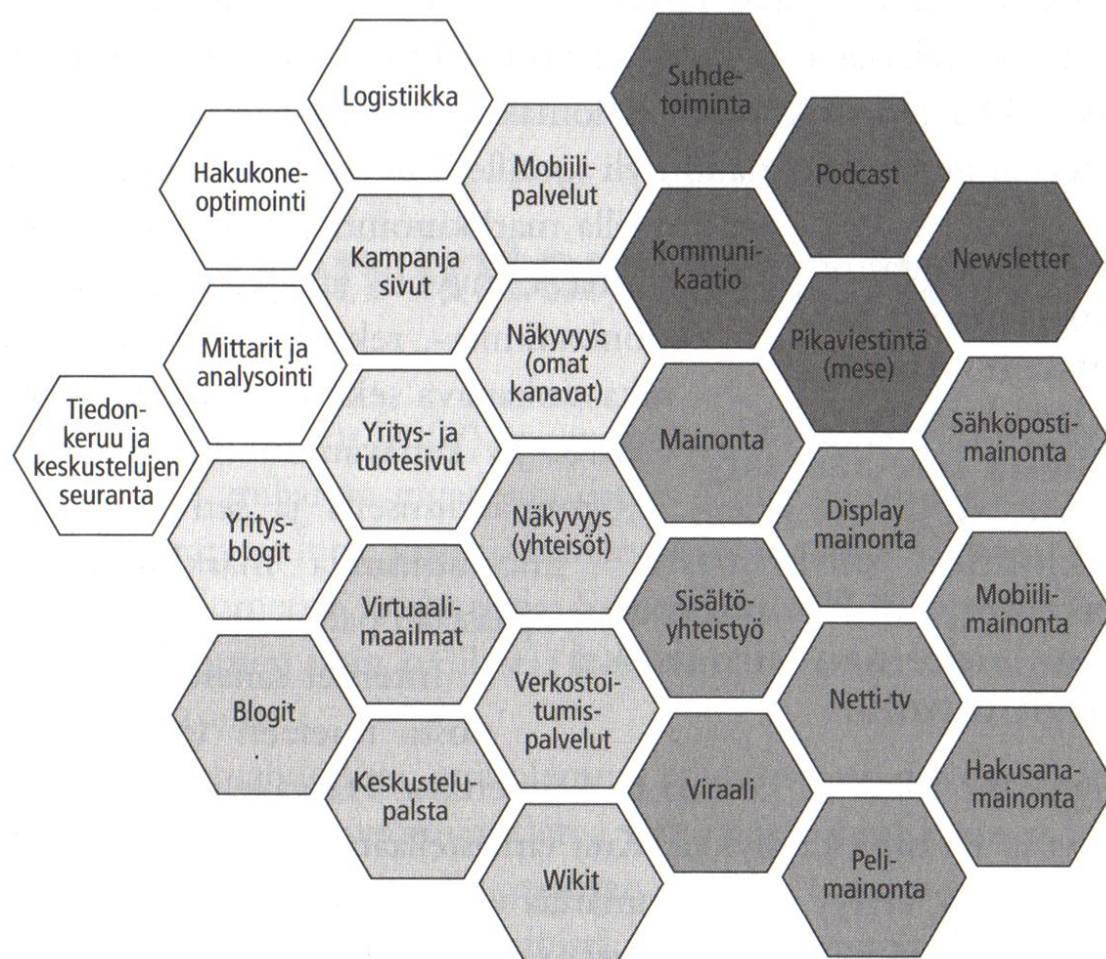 Logistiikka
Hakukone-
optimointi
Mittarit ja
analysointi
Tiedon-
keruu ja
keskustelujen
seuranta
Mobiili-
palvelut
Kampanja
sivut
Näkyvyys
(omat
kanavat)
Yritys- ja
tuotesivut
Yritys-
blogit
Näkyvyys
(yhteisöt)
Virtuaali-
maailmat
Blogit
Verkostoi-
tumis-
palvelut
Keskustelu-
palsta
Wikit
Suhde-
toiminta
Podcast
Newsletter
Kommuni-
kaatio
Pikaviestintä
(mese)
Mainonta
Sähköposti-
mainonta
Display
mainonta
Sisältö-
yhteistyö
Mobiili-
mainonta
Netti-tv
Viraali
Hakusana-
mainonta
Peli-
mainonta